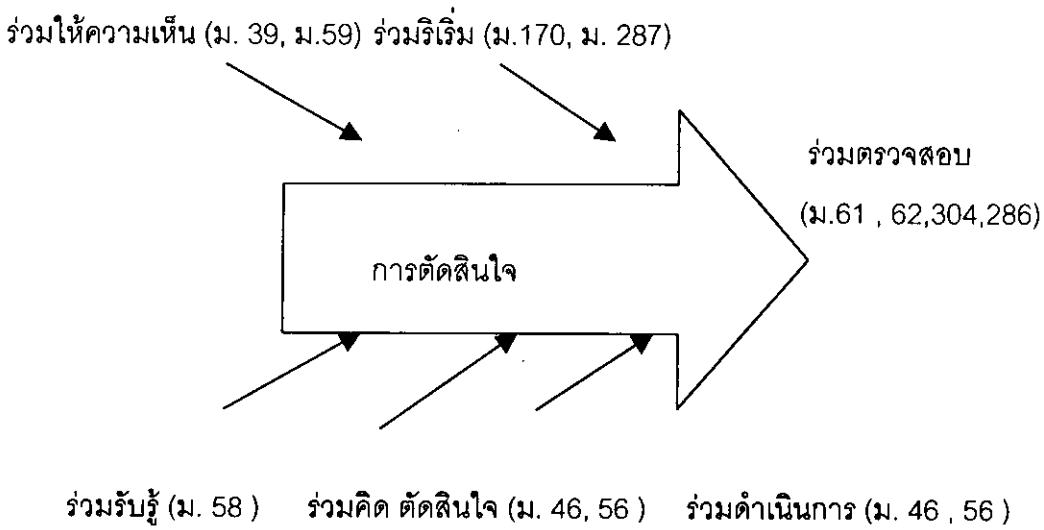 ร่วมให้ความเห็น (ม. 39, ม.59) ร่วมริเริ่ม (ม.170, ม. 287)
ร่วมตรวจสอบ
(ม.61 , 62,304,286)
การตัดสินใจ
ร่วมรับรู้ (ม. 58 ) ร่วมคิด ตัดสินใจ (ม. 46, 56 ) ร่วมดำเนินการ (ม. 46 , 56 )